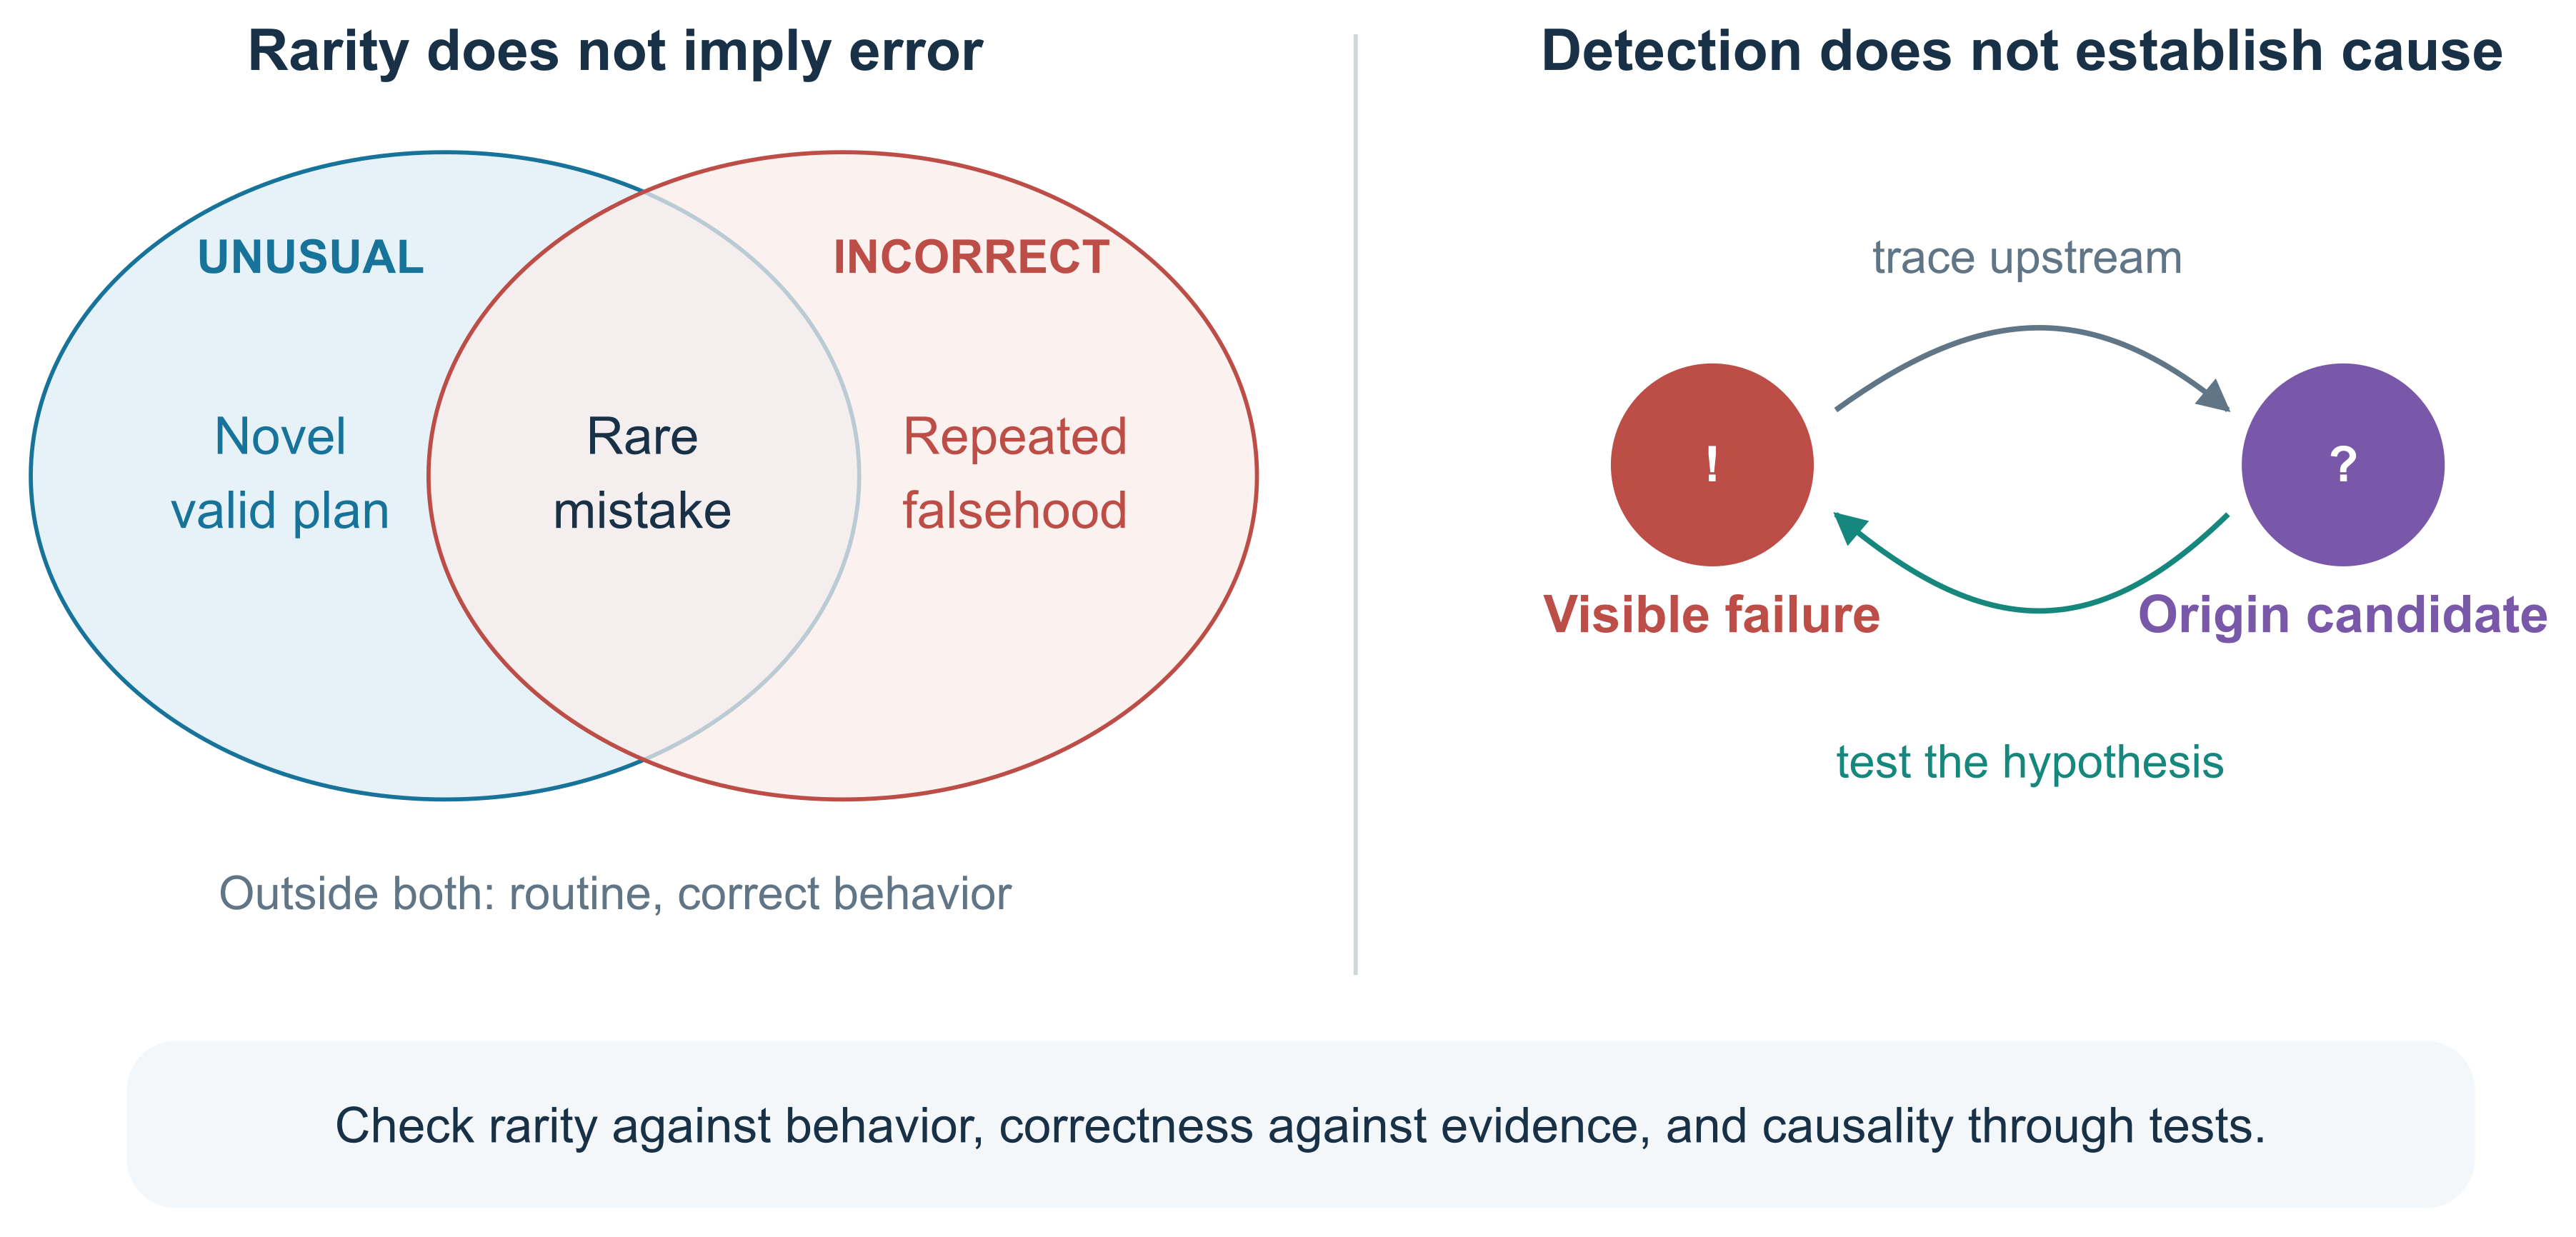 Rarity does not imply error
UNUSUAL
INCORRECT
Novel
valid plan
Rare
mistake
Repeated
falsehood
Outside both: routine, correct behavior
Detection does not establish cause
trace upstream
!
?
Visible failure
Origin candidate
test the hypothesis
Check rarity against behavior, correctness against evidence, and causality through tests.